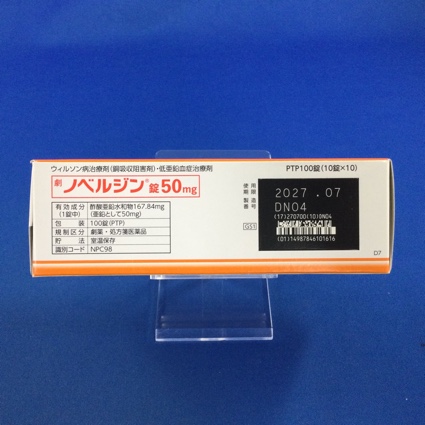 ウィルソン病治療剤(銅吸収阻害剤)・低亜鉛血症治療剤
PTP100錠(10錠×10)
劇 ノベルジン®錠50mg
有効成分(1錠中) 酢酸亜鉛水和物167.84mg(亜鉛として50mg)
包装 100錠(PTP)
規制区分 劇薬・処方箋医薬品
貯法 室温保存
識別コード NPC98
使用期限 2027.07
製造番号 DN04
(17)270700(10)DN04
GS1
(01)14987846101616
D7